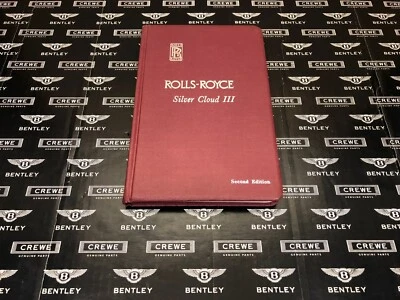 RR
ROLLS-ROYCE
Silver Cloud III
Second Edition
BENTLEY
CREWE
GENUINE PARTS